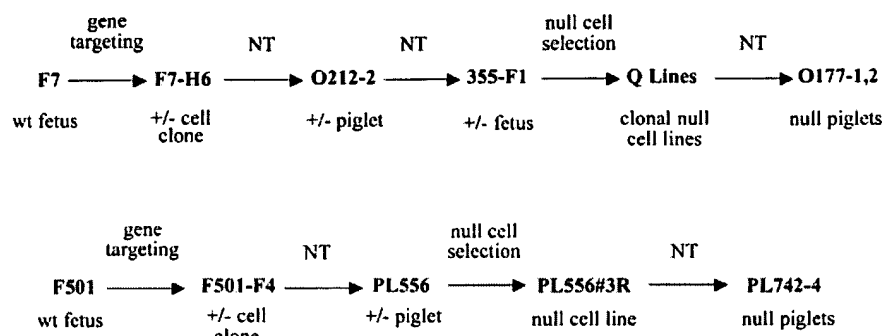 gene
targeting
NT
NT
null cell
selection
NT
F7
F7-H6
O212-2
355-F1
Q Lines
O177-1,2
wt fetus
+/- cell
clone
+/- piglet
+/- fetus
clonal null
cell lines
null piglets
gene
targeting
NT
null cell
selection
NT
F501
F501-F4
PL556
PL556#3R
PL742-4
wt fetus
+/- cell
clone
+/- piglet
null cell line
null piglets